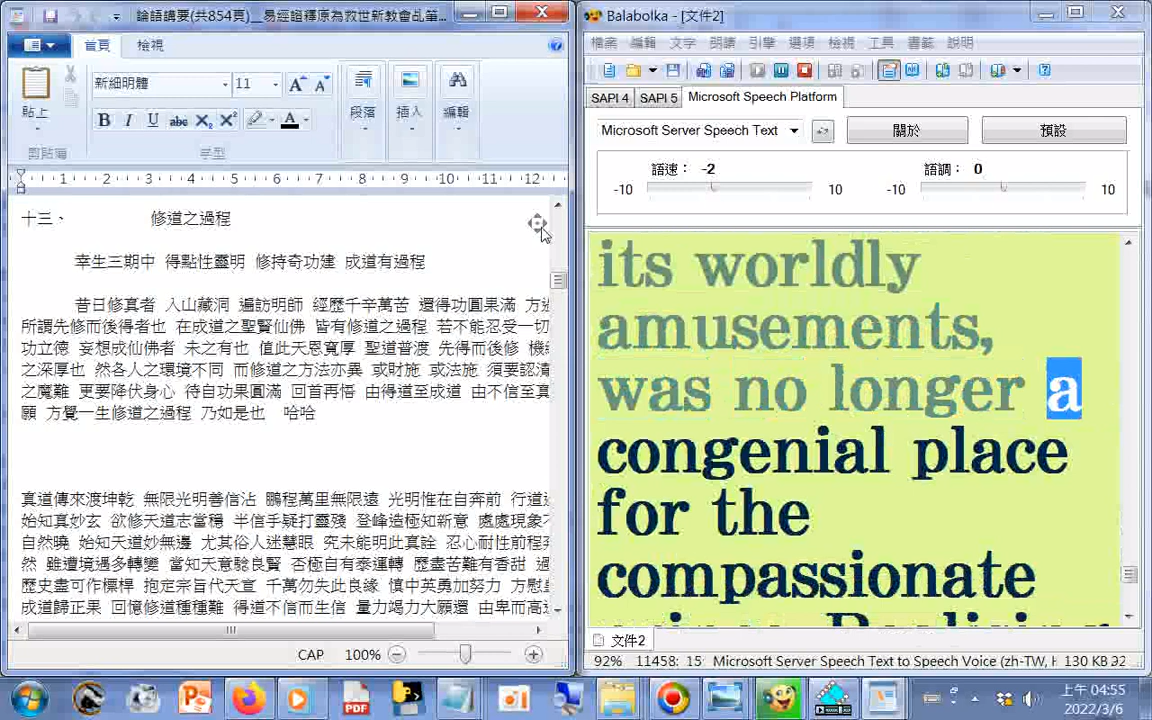 論語講要(共854頁)__易經證釋原為救世新教會乩筆...
首頁 檢視
新細明體 11
貼上
段落 插入 編輯
剪貼簿 字型
1 2 3 4 5 6 7 8 9 10 11 12
十三、 修道之過程
幸生三期中 得點性靈明 修持奇功建 成道有過程
昔日修真者 入山藏洞 遍訪明師 經歷千辛萬苦 還得功圓果滿 方
所謂先修而後得者也 在成道之聖賢仙佛 皆有修道之過程 若不能忍受一切
功立德 妄想成仙佛者 未之有也 值此天恩寬厚 聖道普渡 先得而後修 機
之深厚也 然各人之環境不同 而修道之方法亦異 或財施 或法施 須要認清
之魔難 更要降伏身心 待自功果圓滿 回首再悟 由得道至成道 由不信至真
願 方覺一生修道之過程 乃如是也 哈哈
真道傳來渡坤乾 無限光明善信沾 鵬程萬里無限遠 光明惟在自奔前 行道
始知真妙玄 欲修天道志當穩 半信半疑打靈殘 登峰造極知新意 處處現象
自然曉 始知天道妙無邊 尤其俗人迷慧眼 究未能明此真詮 忍心耐性前程
然 雖遭境遇多轉變 當知天意驗良賢 否極自有泰運轉 歷盡苦難有香甜 過
歷史盡可作標桿 抱定宗旨代天宣 千萬勿失此良緣 慎中英勇加努力 方慰
成道歸正果 回憶修道種種難 得道不信而生信 量力竭力大願還 由卑而高
CAP 100%
Balabolka - [文件2]
檔案 編輯 文字 朗讀 引擎 選項 檢視 工具 書籤 說明
SAPI 4 SAPI 5 Microsoft Speech Platform
Microsoft Server Speech Text 關於 預設
語速： -2 語調： 0
-10 10 -10 10
its worldly
amusements,
was no longer a
congenial place
for the
compassionate
文件2
92% 11458: 15 Microsoft Server Speech Text to Speech Voice (zh-TW, H 130 KB
上午 04:55
2022/3/6